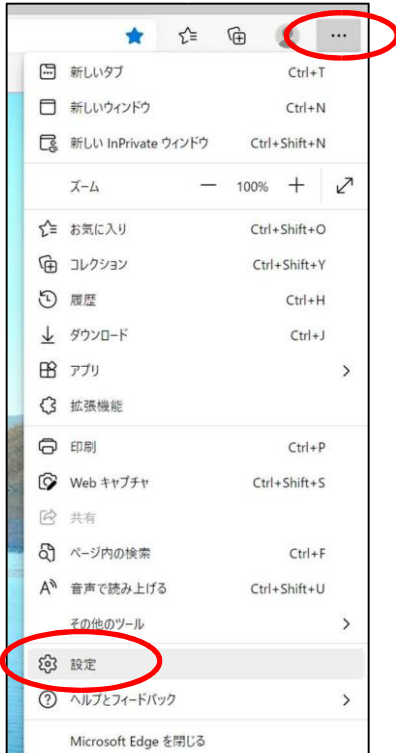 新しいタブ Ctrl+T
新しいウィンドウ Ctrl+N
新しい InPrivate ウィンドウ Ctrl+Shift+N
ズーム — 100% +
お気に入り Ctrl+Shift+O
コレクション Ctrl+Shift+Y
履歴 Ctrl+H
ダウンロード Ctrl+J
アプリ
拡張機能
印刷 Ctrl+P
Web キャプチャ Ctrl+Shift+S
共有
ページ内の検索 Ctrl+F
音声で読み上げる Ctrl+Shift+U
その他のツール
設定
ヘルプとフィードバック
Microsoft Edge を閉じる